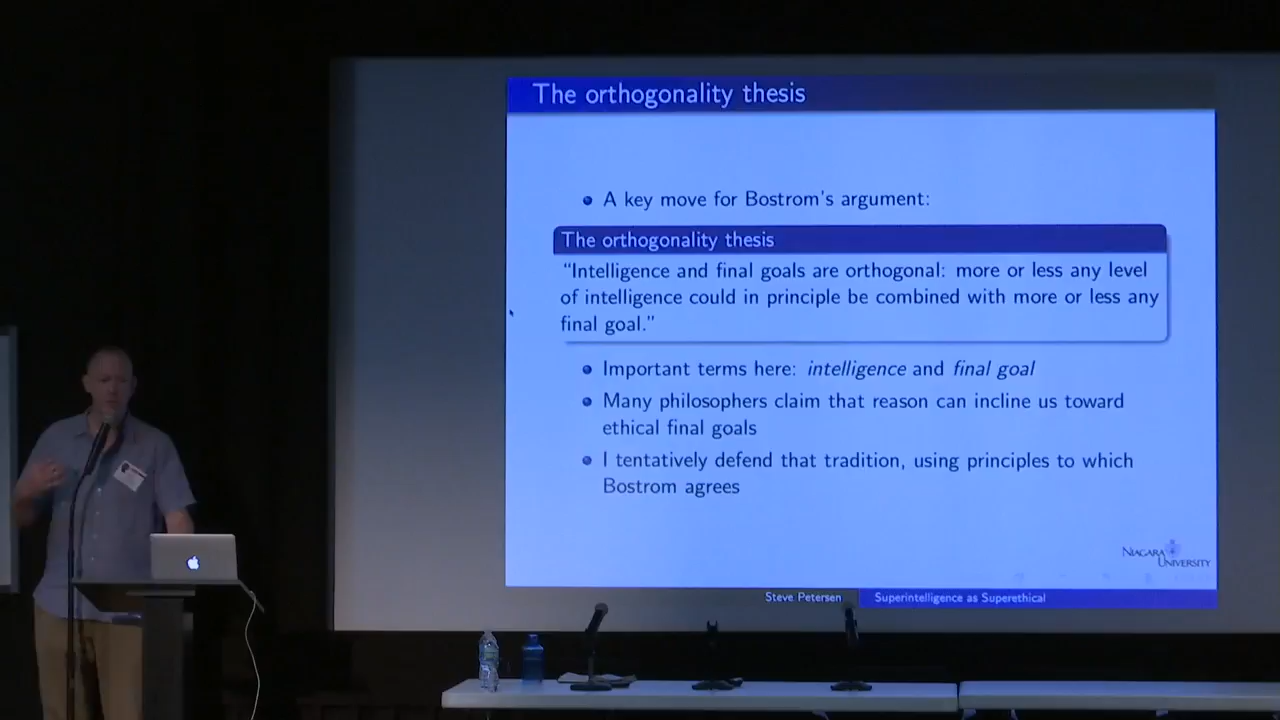 The orthogonality thesis
A key move for Bostrom's argument:
The orthogonality thesis
“Intelligence and final goals are orthogonal: more or less any level
of intelligence could in principle be combined with more or less any
final goal.”
Important terms here: intelligence and final goal
Many philosophers claim that reason can incline us toward
ethical final goals
I tentatively defend that tradition, using principles to which
Bostrom agrees
NIAGARA
UNIVERSITY
Steve Petersen
Superintelligence as Superethical